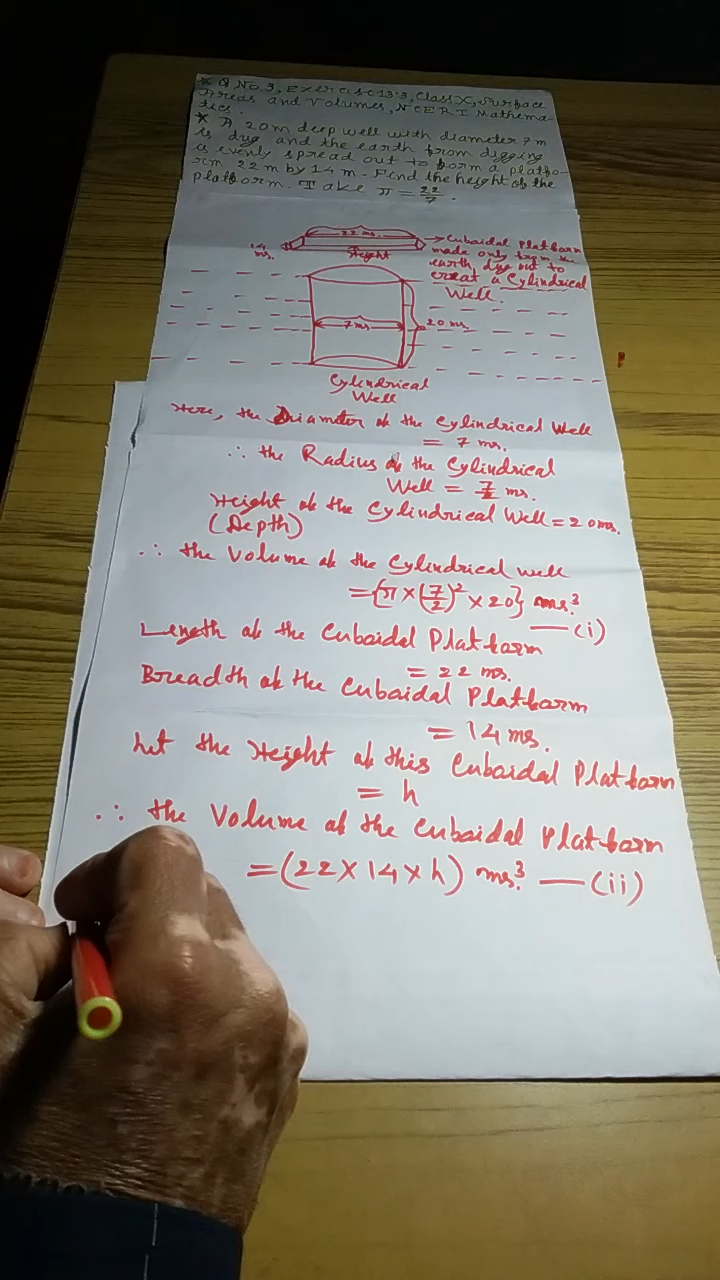 * Q No.3, Exercise 13.3, Class X, Surface
Areas and Volumes, NCERT Mathema-
tics.
* A 20m deep well with diameter 7m
is dug and the earth from digging
is evenly spread out to form a platfo-
rm 22 m by 14 m. Find the height of the
platform. Take π = 22/7.
22 ms.
14 ms.
Height
→ Cuboidal Platform
made only from the
earth dug out to
creat a Cylindrical
Well.
7 ms
20 ms.
Cylindrical
Well
Here, the Diameter of the Cylindrical Well
= 7 ms.
∴ the Radius of the Cylindrical
Well = 7/2 ms.
Height of the Cylindrical Well = 20 ms.
(Depth)
∴ the Volume of the Cylindrical Well
= {π × (7/2)² × 20} ms.³ —(i)
Length of the Cuboidal Platform
= 22 ms.
Breadth of the Cuboidal Platform
= 14 ms.
Let the Height of this Cuboidal Platform
= h
∴ the Volume of the Cuboidal Platform
= (22 × 14 × h) ms.³ —(ii)